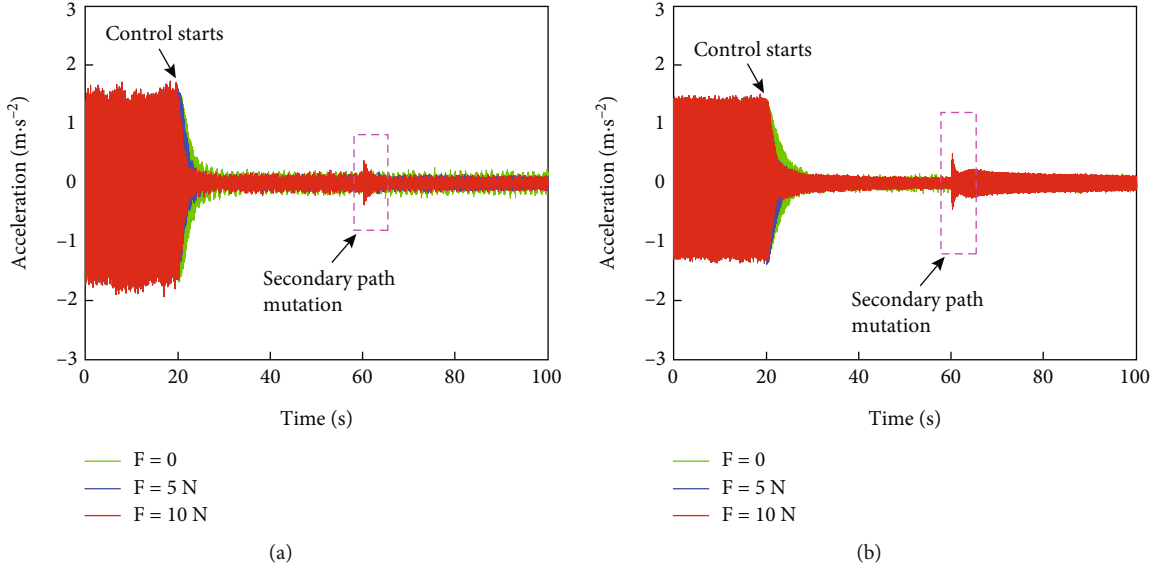 3
2
1
0
−1
−2
−3
Acceleration (m·s−2)
Control starts
Secondary path
mutation
0
20
40
60
80
100
Time (s)
F = 0
F = 5 N
F = 10 N
(a)
3
2
1
0
−1
−2
−3
Acceleration (m·s−2)
Control starts
Secondary path
mutation
0
20
40
60
80
100
Time (s)
F = 0
F = 5 N
F = 10 N
(b)